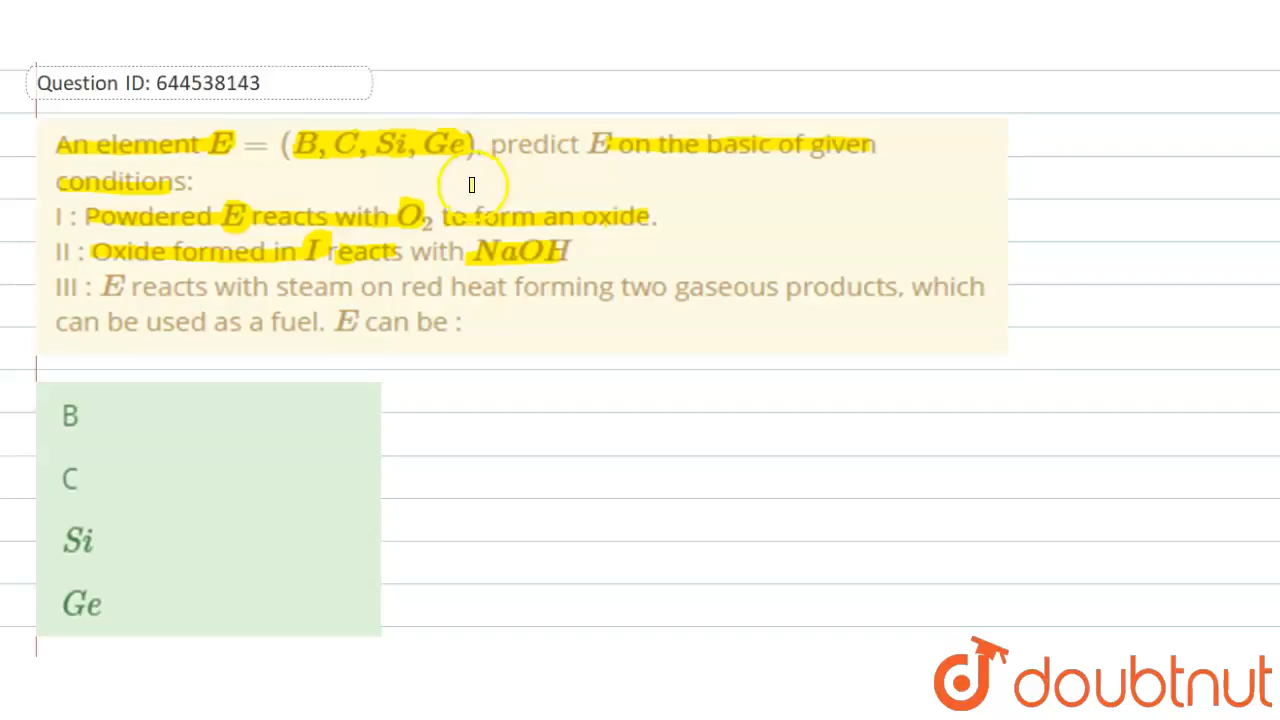 Question ID: 644538143
An element E = (B, C, Si, Ge), predict E on the basic of given
conditions:
I : Powdered E reacts with O₂ to form an oxide.
II : Oxide formed in I reacts with NaOH
III : E reacts with steam on red heat forming two gaseous products, which
can be used as a fuel. E can be :
B
C
Si
Ge
doubtnut